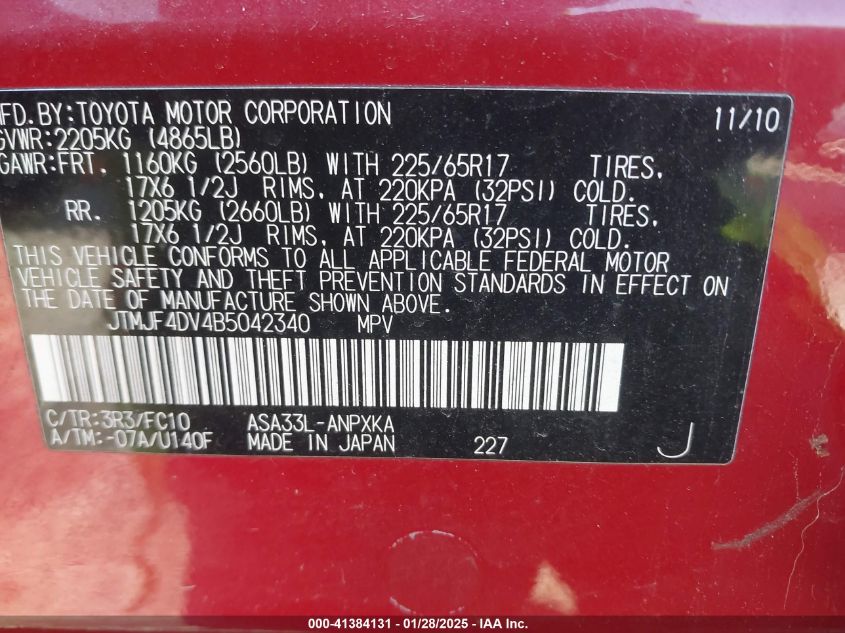 MFD.BY:TOYOTA MOTOR CORPORATION 11/10
GVWR:2205KG (4865LB)
GAWR:FRT. 1160KG (2560LB) WITH 225/65R17 TIRES,
17X6 1/2J RIMS, AT 220KPA (32PSI) COLD.
RR. 1205KG (2660LB) WITH 225/65R17 TIRES,
17X6 1/2J RIMS, AT 220KPA (32PSI) COLD.
THIS VEHICLE CONFORMS TO ALL APPLICABLE FEDERAL MOTOR
VEHICLE SAFETY AND THEFT PREVENTION STANDARDS IN EFFECT ON
THE DATE OF MANUFACTURE SHOWN ABOVE.
JTMJF4DV4B5042340 MPV
C/TR:3R3/FC10 ASA33L-ANPXKA
A/TM:-07A/U140F MADE IN JAPAN 227 J
000-41384131 - 01/28/2025 - IAA Inc.